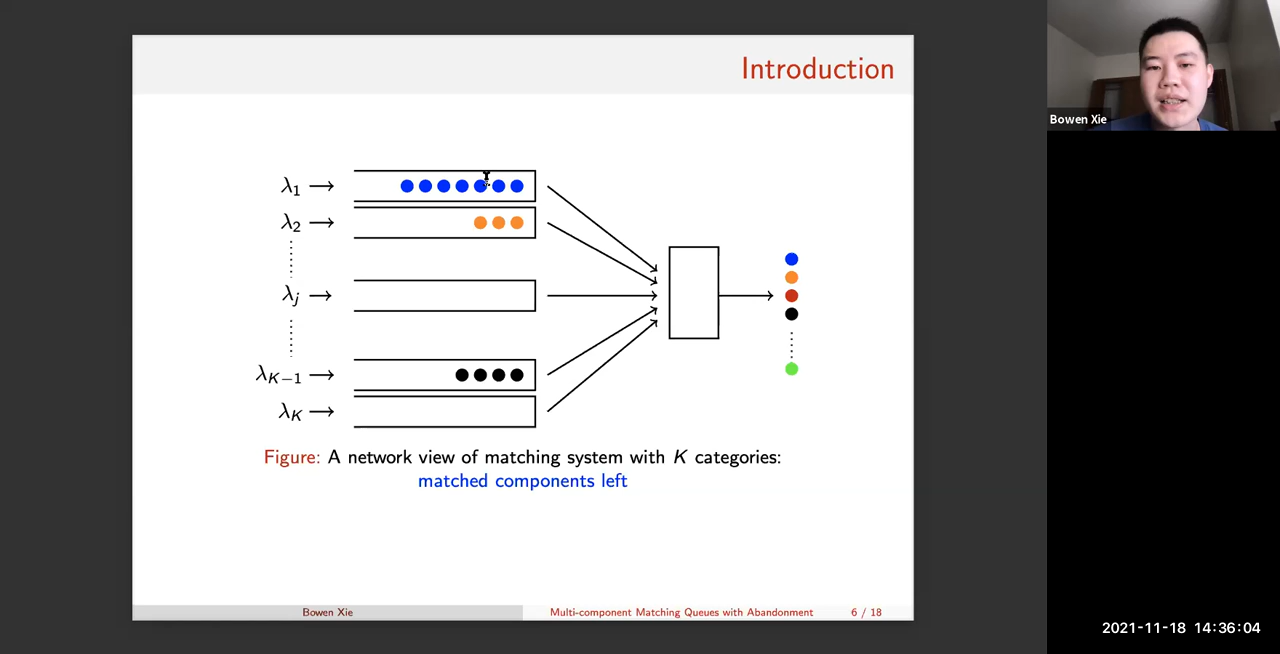 Introduction
Bowen Xie
λ1 →
λ2 →
λj →
λK−1 →
λK →
Figure: A network view of matching system with K categories:
matched components left
Bowen Xie
Multi-component Matching Queues with Abandonment
6 / 18
2021-11-18 14:36:04